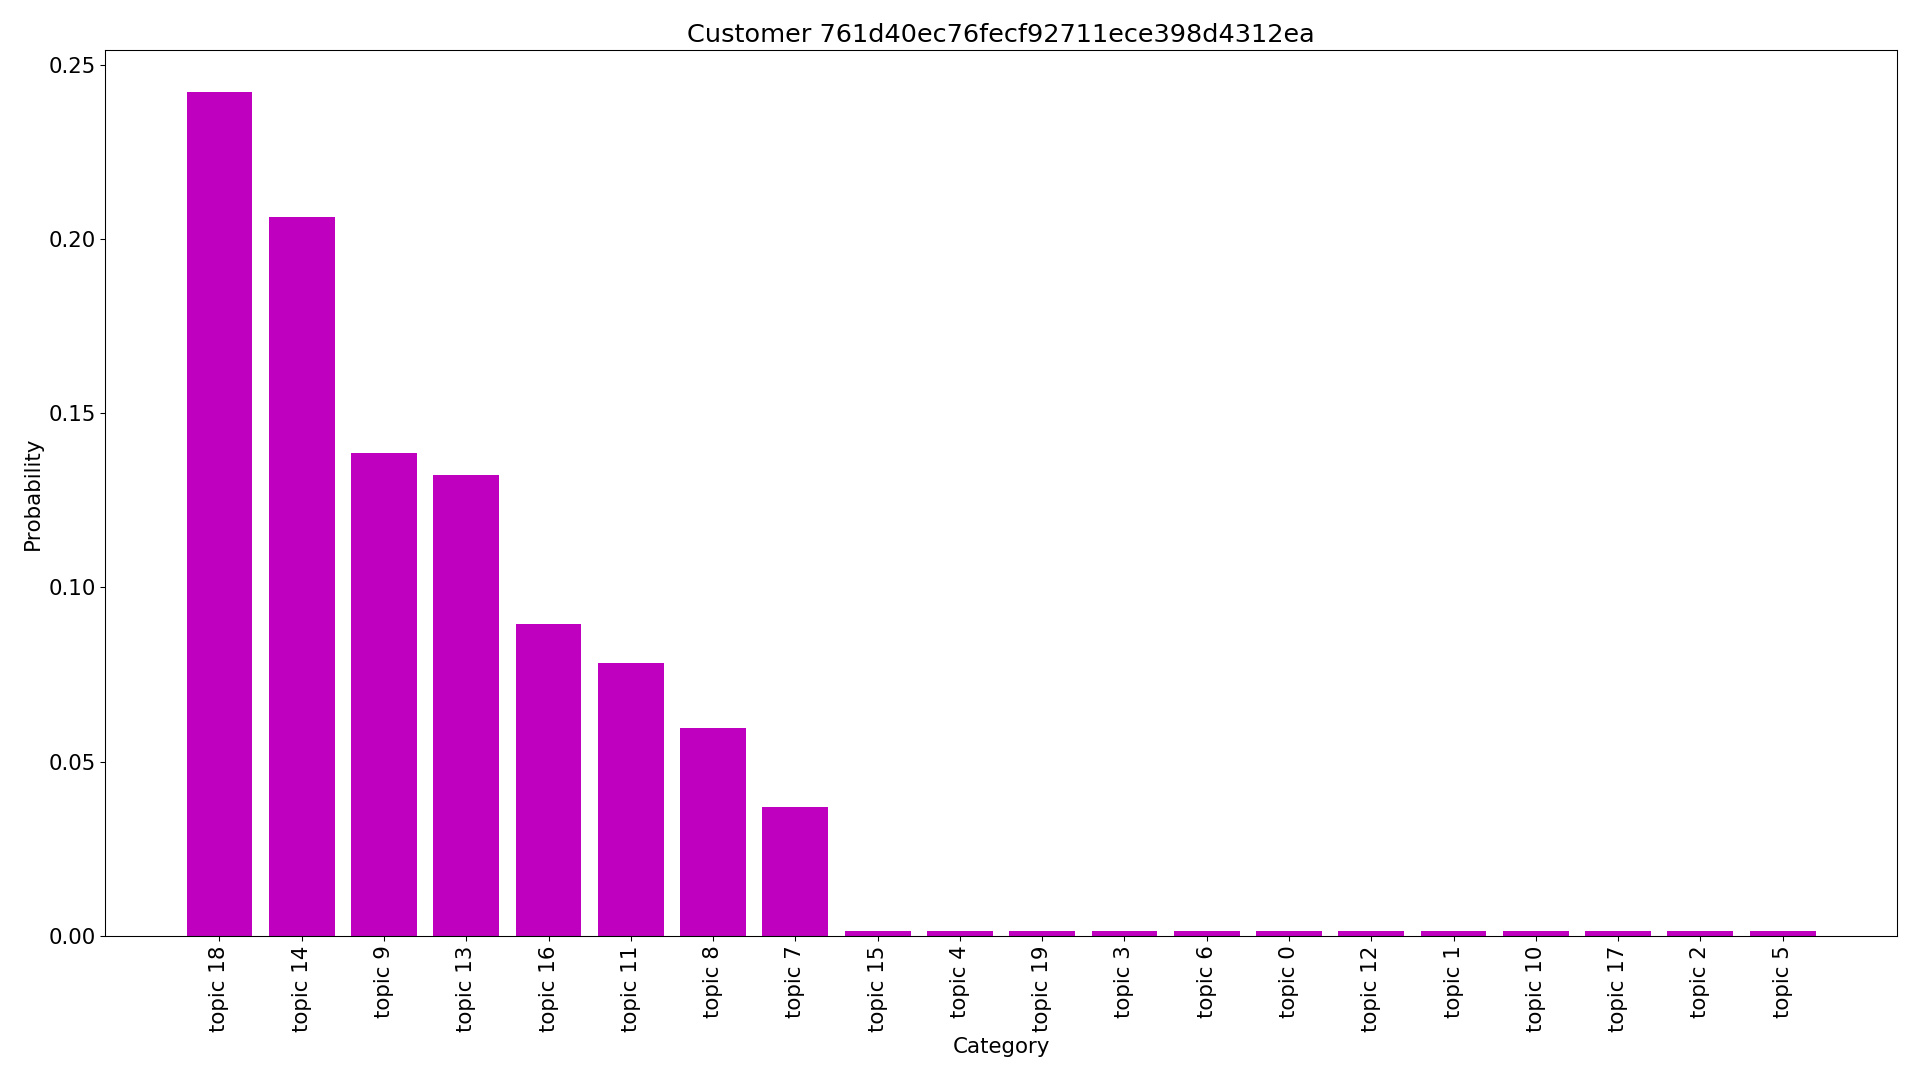 Customer 761d40ec76fecf92711ece398d4312ea
Probability
0.25
0.20
0.15
0.10
0.05
0.00
topic 18
topic 14
topic 9
topic 13
topic 16
topic 11
topic 8
topic 7
topic 15
topic 4
topic 19
topic 3
topic 6
topic 0
topic 12
topic 1
topic 10
topic 17
topic 2
topic 5
Category